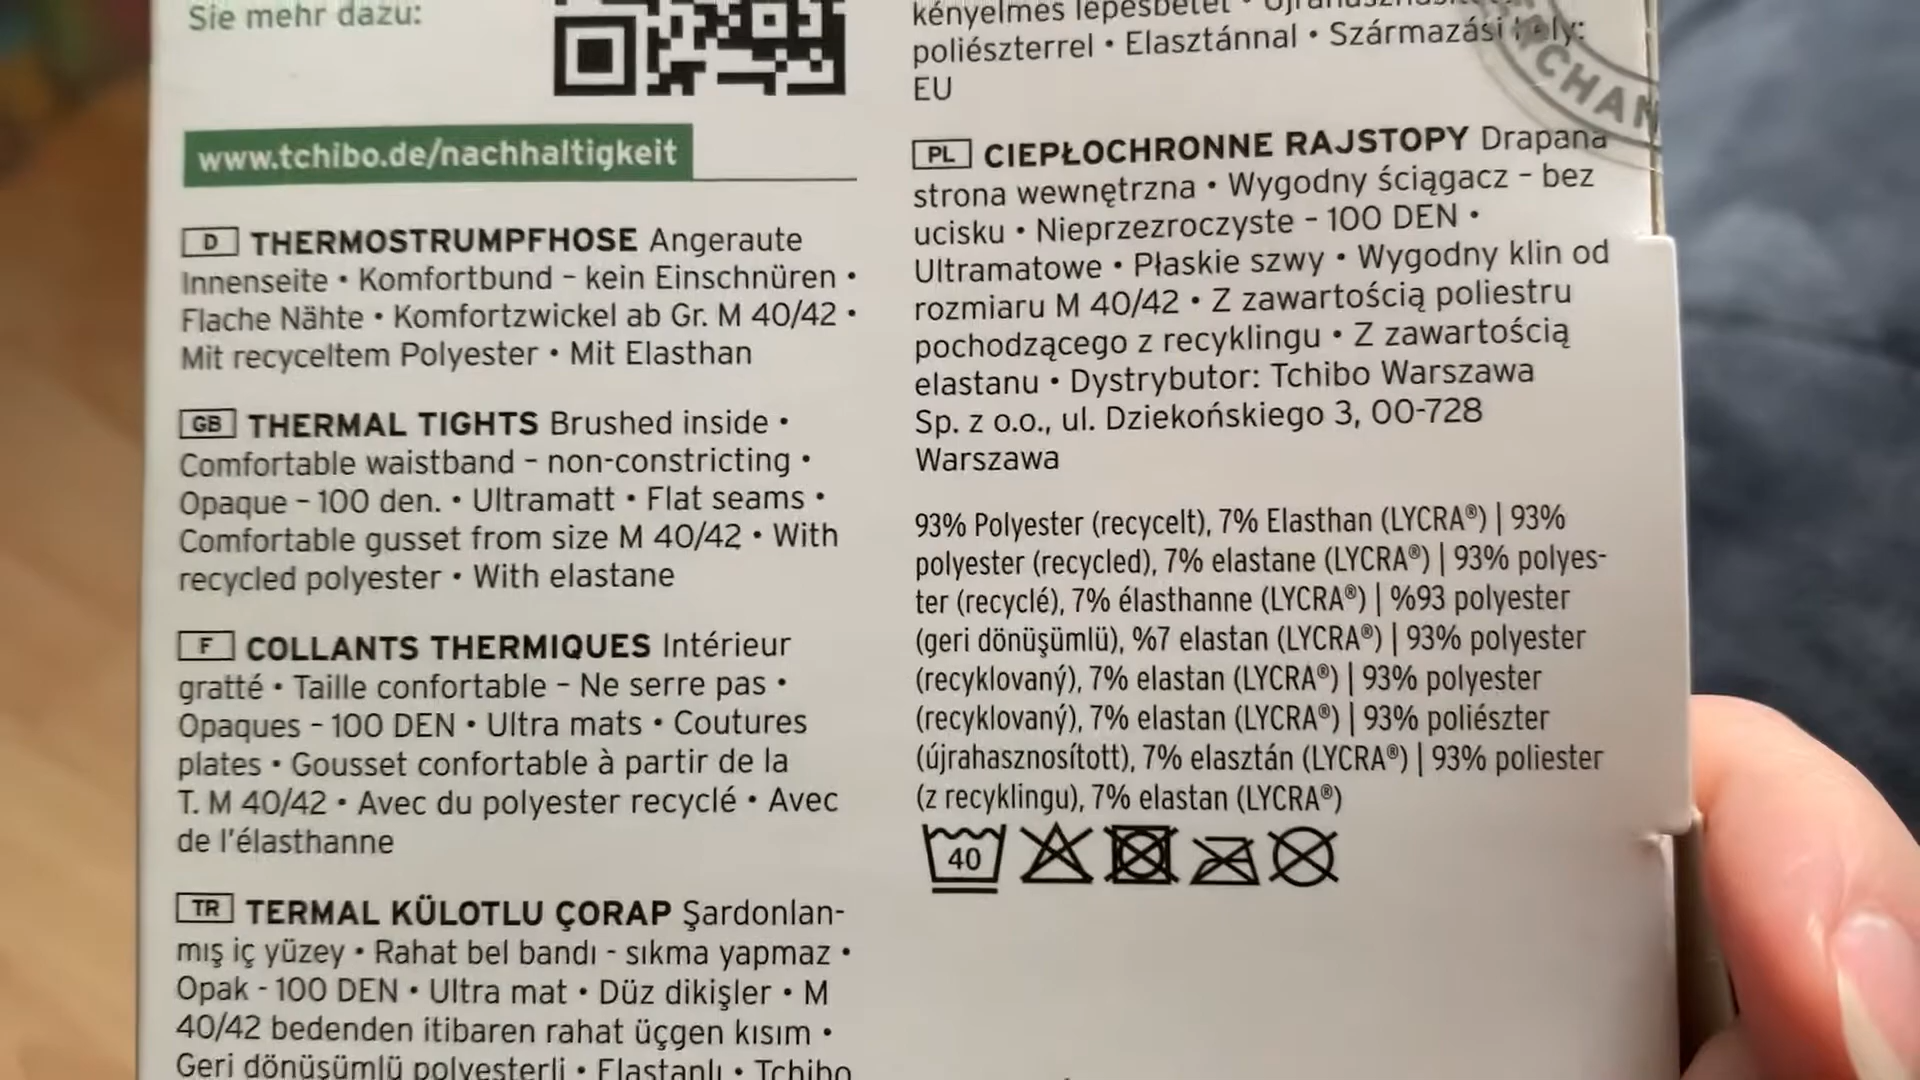 Sie mehr dazu:
www.tchibo.de/nachhaltigkeit
D THERMOSTRUMPFHOSE Angeraute
Innenseite • Komfortbund – kein Einschnüren •
Flache Nähte • Komfortzwickel ab Gr. M 40/42 •
Mit recyceltem Polyester • Mit Elasthan
GB THERMAL TIGHTS Brushed inside •
Comfortable waistband – non-constricting •
Opaque – 100 den. • Ultramatt • Flat seams •
Comfortable gusset from size M 40/42 • With
recycled polyester • With elastane
F COLLANTS THERMIQUES Intérieur
gratté • Taille confortable – Ne serre pas •
Opaques – 100 DEN • Ultra mats • Coutures
plates • Gousset confortable à partir de la
T. M 40/42 • Avec du polyester recyclé • Avec
de l'élasthanne
TR TERMAL KÜLOTLU ÇORAP Şardonlan-
mış iç yüzey • Rahat bel bandı - sıkma yapmaz •
Opak - 100 DEN • Ultra mat • Düz dikişler • M
40/42 bedenden itibaren rahat üçgen kısım •
Geri dönüşümlü polyesterli • Elastanlı • Tchibo
kényelmes lépésbetét •
poliészterrel • Elasztánnal • Származási hely:
EU
PL CIEPŁOCHRONNE RAJSTOPY Drapana
strona wewnętrzna • Wygodny ściągacz – bez
ucisku • Nieprzezroczyste – 100 DEN •
Ultramatowe • Płaskie szwy • Wygodny klin od
rozmiaru M 40/42 • Z zawartością poliestru
pochodzącego z recyklingu • Z zawartością
elastanu • Dystrybutor: Tchibo Warszawa
Sp. z o.o., ul. Dziekońskiego 3, 00-728
Warszawa
93% Polyester (recycelt), 7% Elasthan (LYCRA®) | 93%
polyester (recycled), 7% elastane (LYCRA®) | 93% polyes-
ter (recyclé), 7% élasthanne (LYCRA®) | %93 polyester
(geri dönüşümlü), %7 elastan (LYCRA®) | 93% polyester
(recyklovaný), 7% elastan (LYCRA®) | 93% polyester
(recyklovaný), 7% elastan (LYCRA®) | 93% poliészter
(újrahasznosított), 7% elasztán (LYCRA®) | 93% poliester
(z recyklingu), 7% elastan (LYCRA®)
40